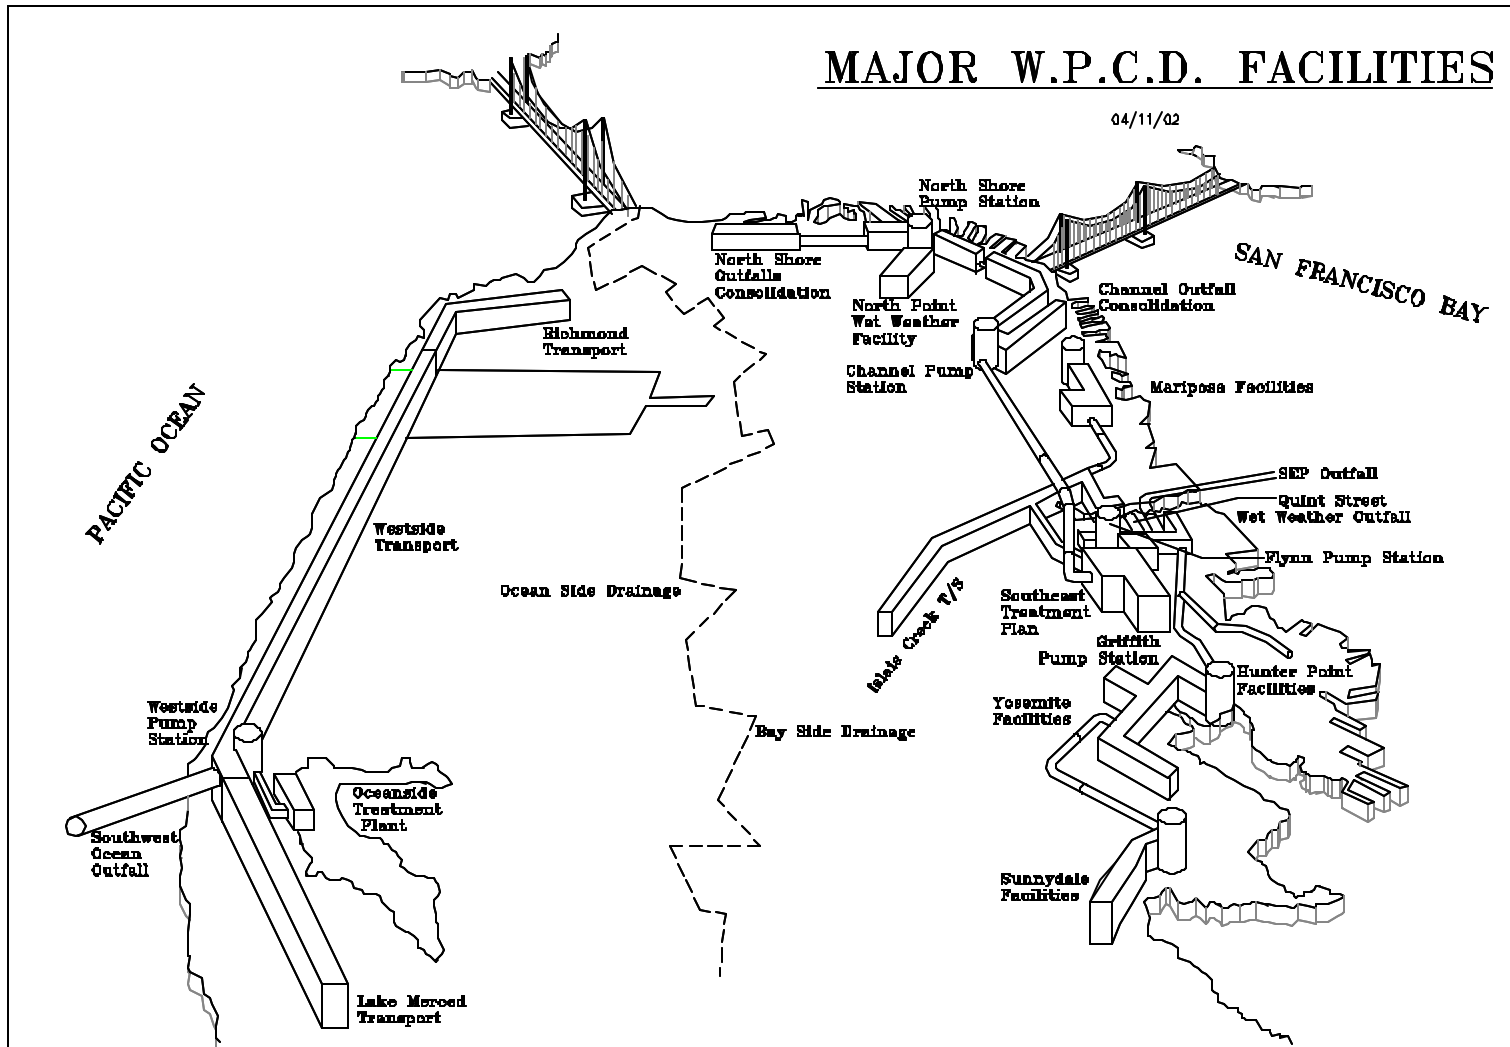 MAJOR W.P.C.D. FACILITIES
04/11/02
North Shore
Pump Station
SAN FRANCISCO BAY
North Shore
Outfalls
Consolidation
North Point
Wet Weather
Facility
Channel Outfall
Consolidation
Richmond
Transport
Channel Pump
Station
Mariposa Facilities
PACIFIC OCEAN
SEP Outfall
Quint Street
Wet Weather Outfall
Westside
Transport
Flynn Pump Station
Ocean Side Drainage
Islais Creek T/S
Southeast
Treatment
Plan
Griffith
Pump Station
Hunter Point
Facilities
Yosemite
Facilities
Westside
Pump
Station
Bay Side Drainage
Oceanside
Treatment
Plant
Southwest
Ocean
Outfall
Sunnydale
Facilities
Lake Merced
Transport